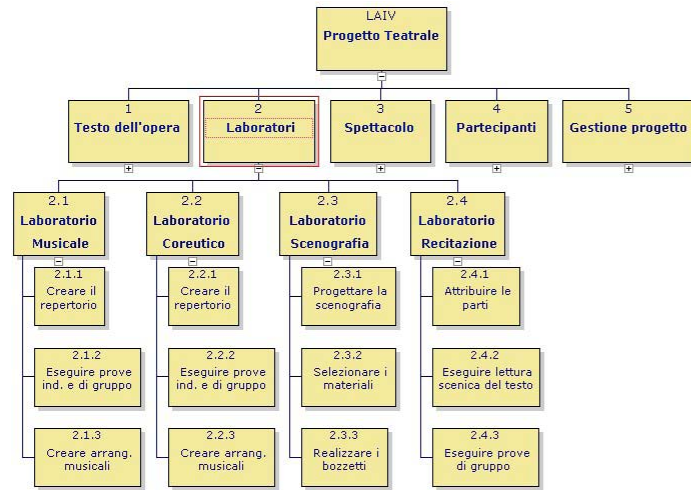 LAIV
Progetto Teatrale
1
Testo dell'opera
2
Laboratori
3
Spettacolo
4
Partecipanti
5
Gestione progetto
2.1
Laboratorio
Musicale
2.2
Laboratorio
Coreutico
2.3
Laboratorio
Scenografia
2.4
Laboratorio
Recitazione
2.1.1
Creare il
repertorio
2.2.1
Creare il
repertorio
2.3.1
Progettare la
scenografia
2.4.1
Attribuire le
parti
2.1.2
Eseguire prove
ind. e di gruppo
2.2.2
Eseguire prove
ind. e di gruppo
2.3.2
Selezionare i
materiali
2.4.2
Eseguire lettura
scenica del testo
2.1.3
Creare arrang.
musicali
2.2.3
Creare arrang.
musicali
2.3.3
Realizzare i
bozzetti
2.4.3
Eseguire prove
di gruppo